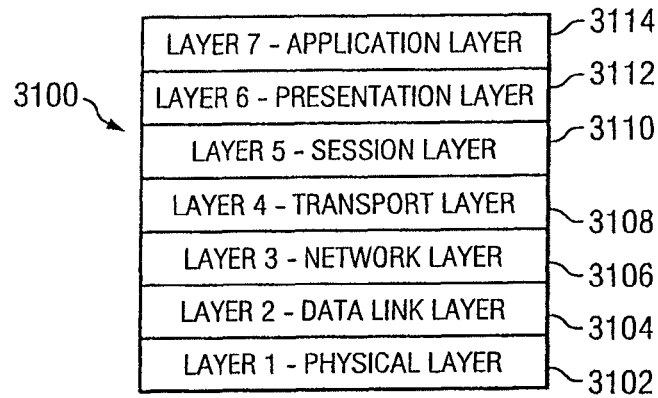 LAYER 7 - APPLICATION LAYER
3114
LAYER 6 - PRESENTATION LAYER
3112
3100
LAYER 5 - SESSION LAYER
3110
LAYER 4 - TRANSPORT LAYER
3108
LAYER 3 - NETWORK LAYER
3106
LAYER 2 - DATA LINK LAYER
3104
LAYER 1 - PHYSICAL LAYER
3102